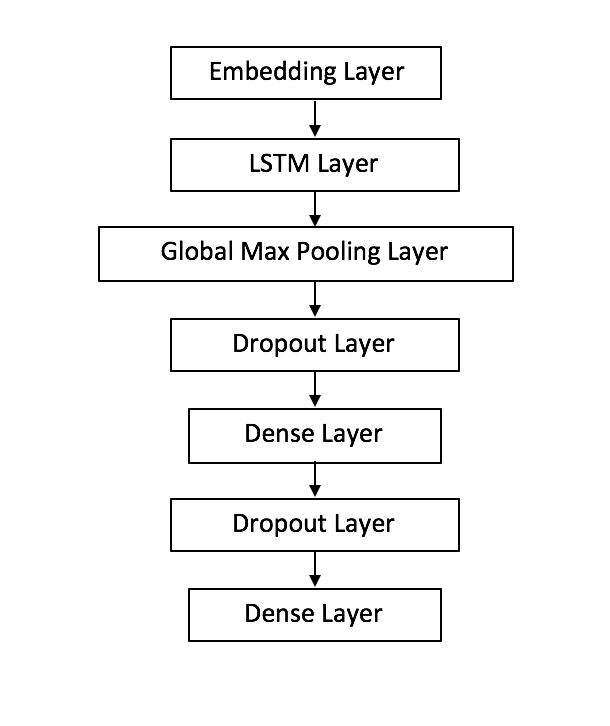 Embedding Layer
LSTM Layer
Global Max Pooling Layer
Dropout Layer
Dense Layer
Dropout Layer
Dense Layer